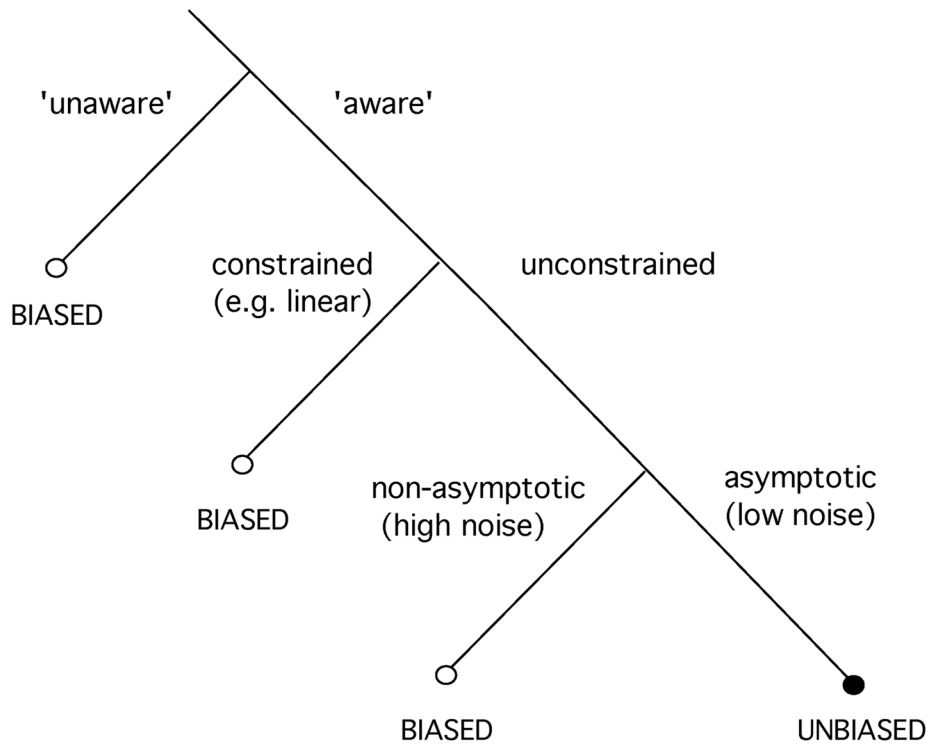 'unaware'
'aware'
constrained
(e.g. linear)
unconstrained
BIASED
BIASED
non-asymptotic
(high noise)
asymptotic
(low noise)
BIASED
UNBIASED